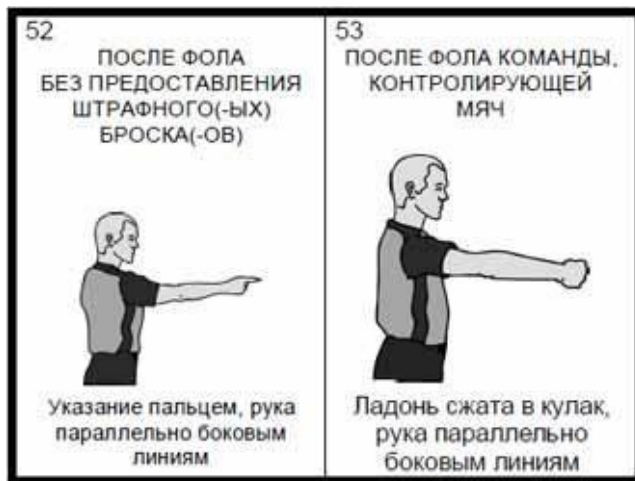 52
ПОСЛЕ ФОЛА
БЕЗ ПРЕДОСТАВЛЕНИЯ
ШТРАФНОГО(-ЫХ)
БРОСКА(-ОВ)
Указание пальцем, рука
параллельно боковым
линиям
53
ПОСЛЕ ФОЛА КОМАНДЫ,
КОНТРОЛИРУЮЩЕЙ
МЯЧ
Ладонь сжата в кулак,
рука параллельно
боковым линиям